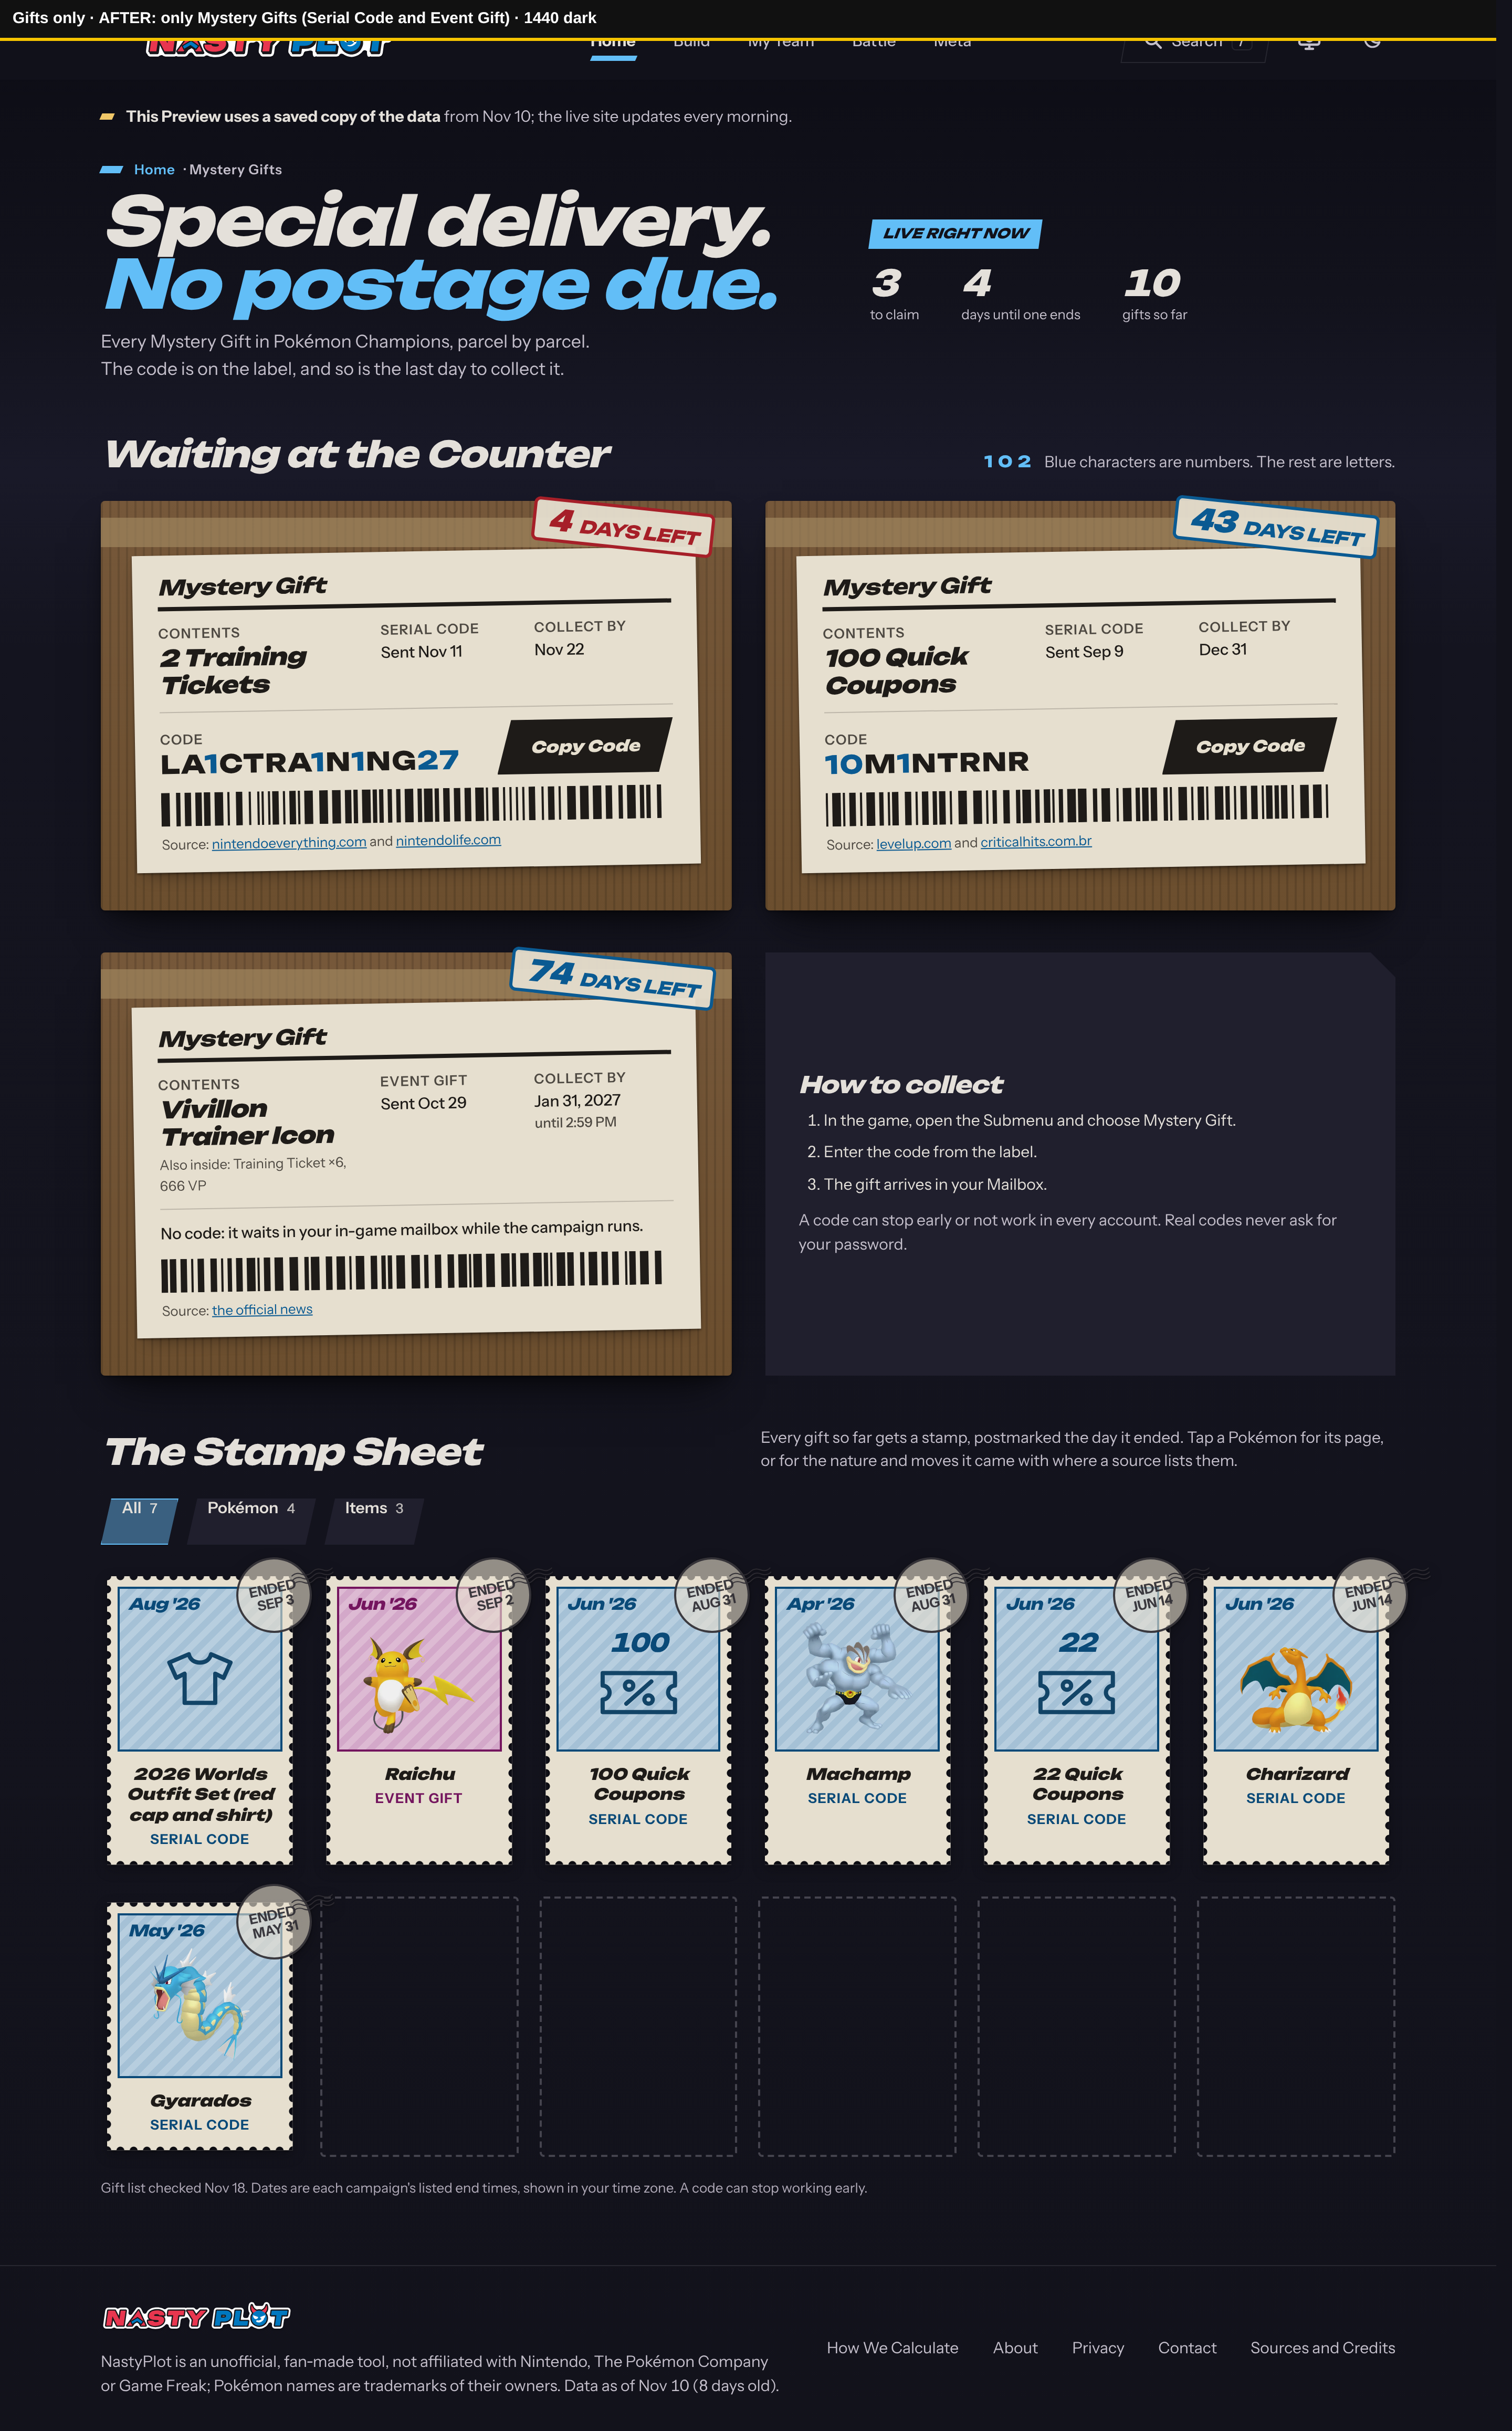 Gifts only · AFTER: only Mystery Gifts (Serial Code and Event Gift) · 1440 dark
NASTY PLOT
Home Build My Team Battle Meta Search /
This Preview uses a saved copy of the data from Nov 10; the live site updates every morning.
Home · Mystery Gifts
Special delivery.
No postage due.
Every Mystery Gift in Pokémon Champions, parcel by parcel.
The code is on the label, and so is the last day to collect it.
LIVE RIGHT NOW
3 4 10
to claim days until one ends gifts so far
Waiting at the Counter
102 Blue characters are numbers. The rest are letters.
4 DAYS LEFT
Mystery Gift
CONTENTS SERIAL CODE COLLECT BY
2 Training Tickets Sent Nov 11 Nov 22
CODE
LA1CTRA1N1NG27
Copy Code
Source: nintendoeverything.com and nintendolife.com
43 DAYS LEFT
Mystery Gift
CONTENTS SERIAL CODE COLLECT BY
100 Quick Coupons Sent Sep 9 Dec 31
CODE
10M1NTRNR
Copy Code
Source: levelup.com and criticalhits.com.br
74 DAYS LEFT
Mystery Gift
CONTENTS EVENT GIFT COLLECT BY
Vivillon Trainer Icon Sent Oct 29 Jan 31, 2027
until 2:59 PM
Also inside: Training Ticket ×6,
666 VP
No code: it waits in your in-game mailbox while the campaign runs.
Source: the official news
How to collect
1. In the game, open the Submenu and choose Mystery Gift.
2. Enter the code from the label.
3. The gift arrives in your Mailbox.
A code can stop early or not work in every account. Real codes never ask for
your password.
The Stamp Sheet
Every gift so far gets a stamp, postmarked the day it ended. Tap a Pokémon for its page,
or for the nature and moves it came with where a source lists them.
All 7 Pokémon 4 Items 3
Aug '26
ENDED
SEP 3
2026 Worlds
Outfit Set (red
cap and shirt)
SERIAL CODE
Jun '26
ENDED
SEP 2
Raichu
EVENT GIFT
Jun '26
ENDED
AUG 31
100
100 Quick
Coupons
SERIAL CODE
Apr '26
ENDED
AUG 31
Machamp
SERIAL CODE
Jun '26
ENDED
JUN 14
22
22 Quick
Coupons
SERIAL CODE
Jun '26
ENDED
JUN 14
Charizard
SERIAL CODE
May '26
ENDED
MAY 31
Gyarados
SERIAL CODE
Gift list checked Nov 18. Dates are each campaign's listed end times, shown in your time zone. A code can stop working early.
NASTY PLOT
NastyPlot is an unofficial, fan-made tool, not affiliated with Nintendo, The Pokémon Company
or Game Freak; Pokémon names are trademarks of their owners. Data as of Nov 10 (8 days old).
How We Calculate About Privacy Contact Sources and Credits